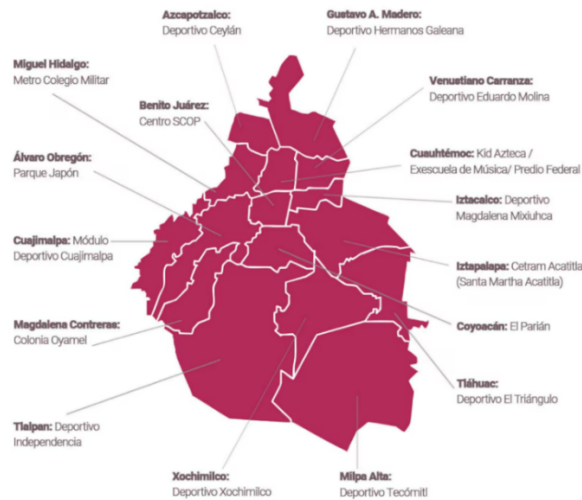 Azcapotzalco:
Deportivo Ceylán
Gustavo A. Madero:
Deportivo Hermanos Galeana
Miguel Hidalgo:
Metro Colegio Militar
Venustiano Carranza:
Deportivo Eduardo Molina
Benito Juárez:
Centro SCOP
Cuauhtémoc: Kid Azteca /
Exescuela de Música/ Predio Federal
Álvaro Obregón:
Parque Japón
Iztacalco: Deportivo
Magdalena Mixiuhca
Cuajimalpa: Módulo
Deportivo Cuajimalpa
Iztapalapa: Cetram Acatitla
(Santa Martha Acatitla)
Magdalena Contreras:
Colonia Oyamel
Coyoacán: El Parián
Tláhuac:
Deportivo El Triángulo
Tlalpan: Deportivo
Independencia
Xochimilco:
Deportivo Xochimilco
Milpa Alta:
Deportivo Tecómitl